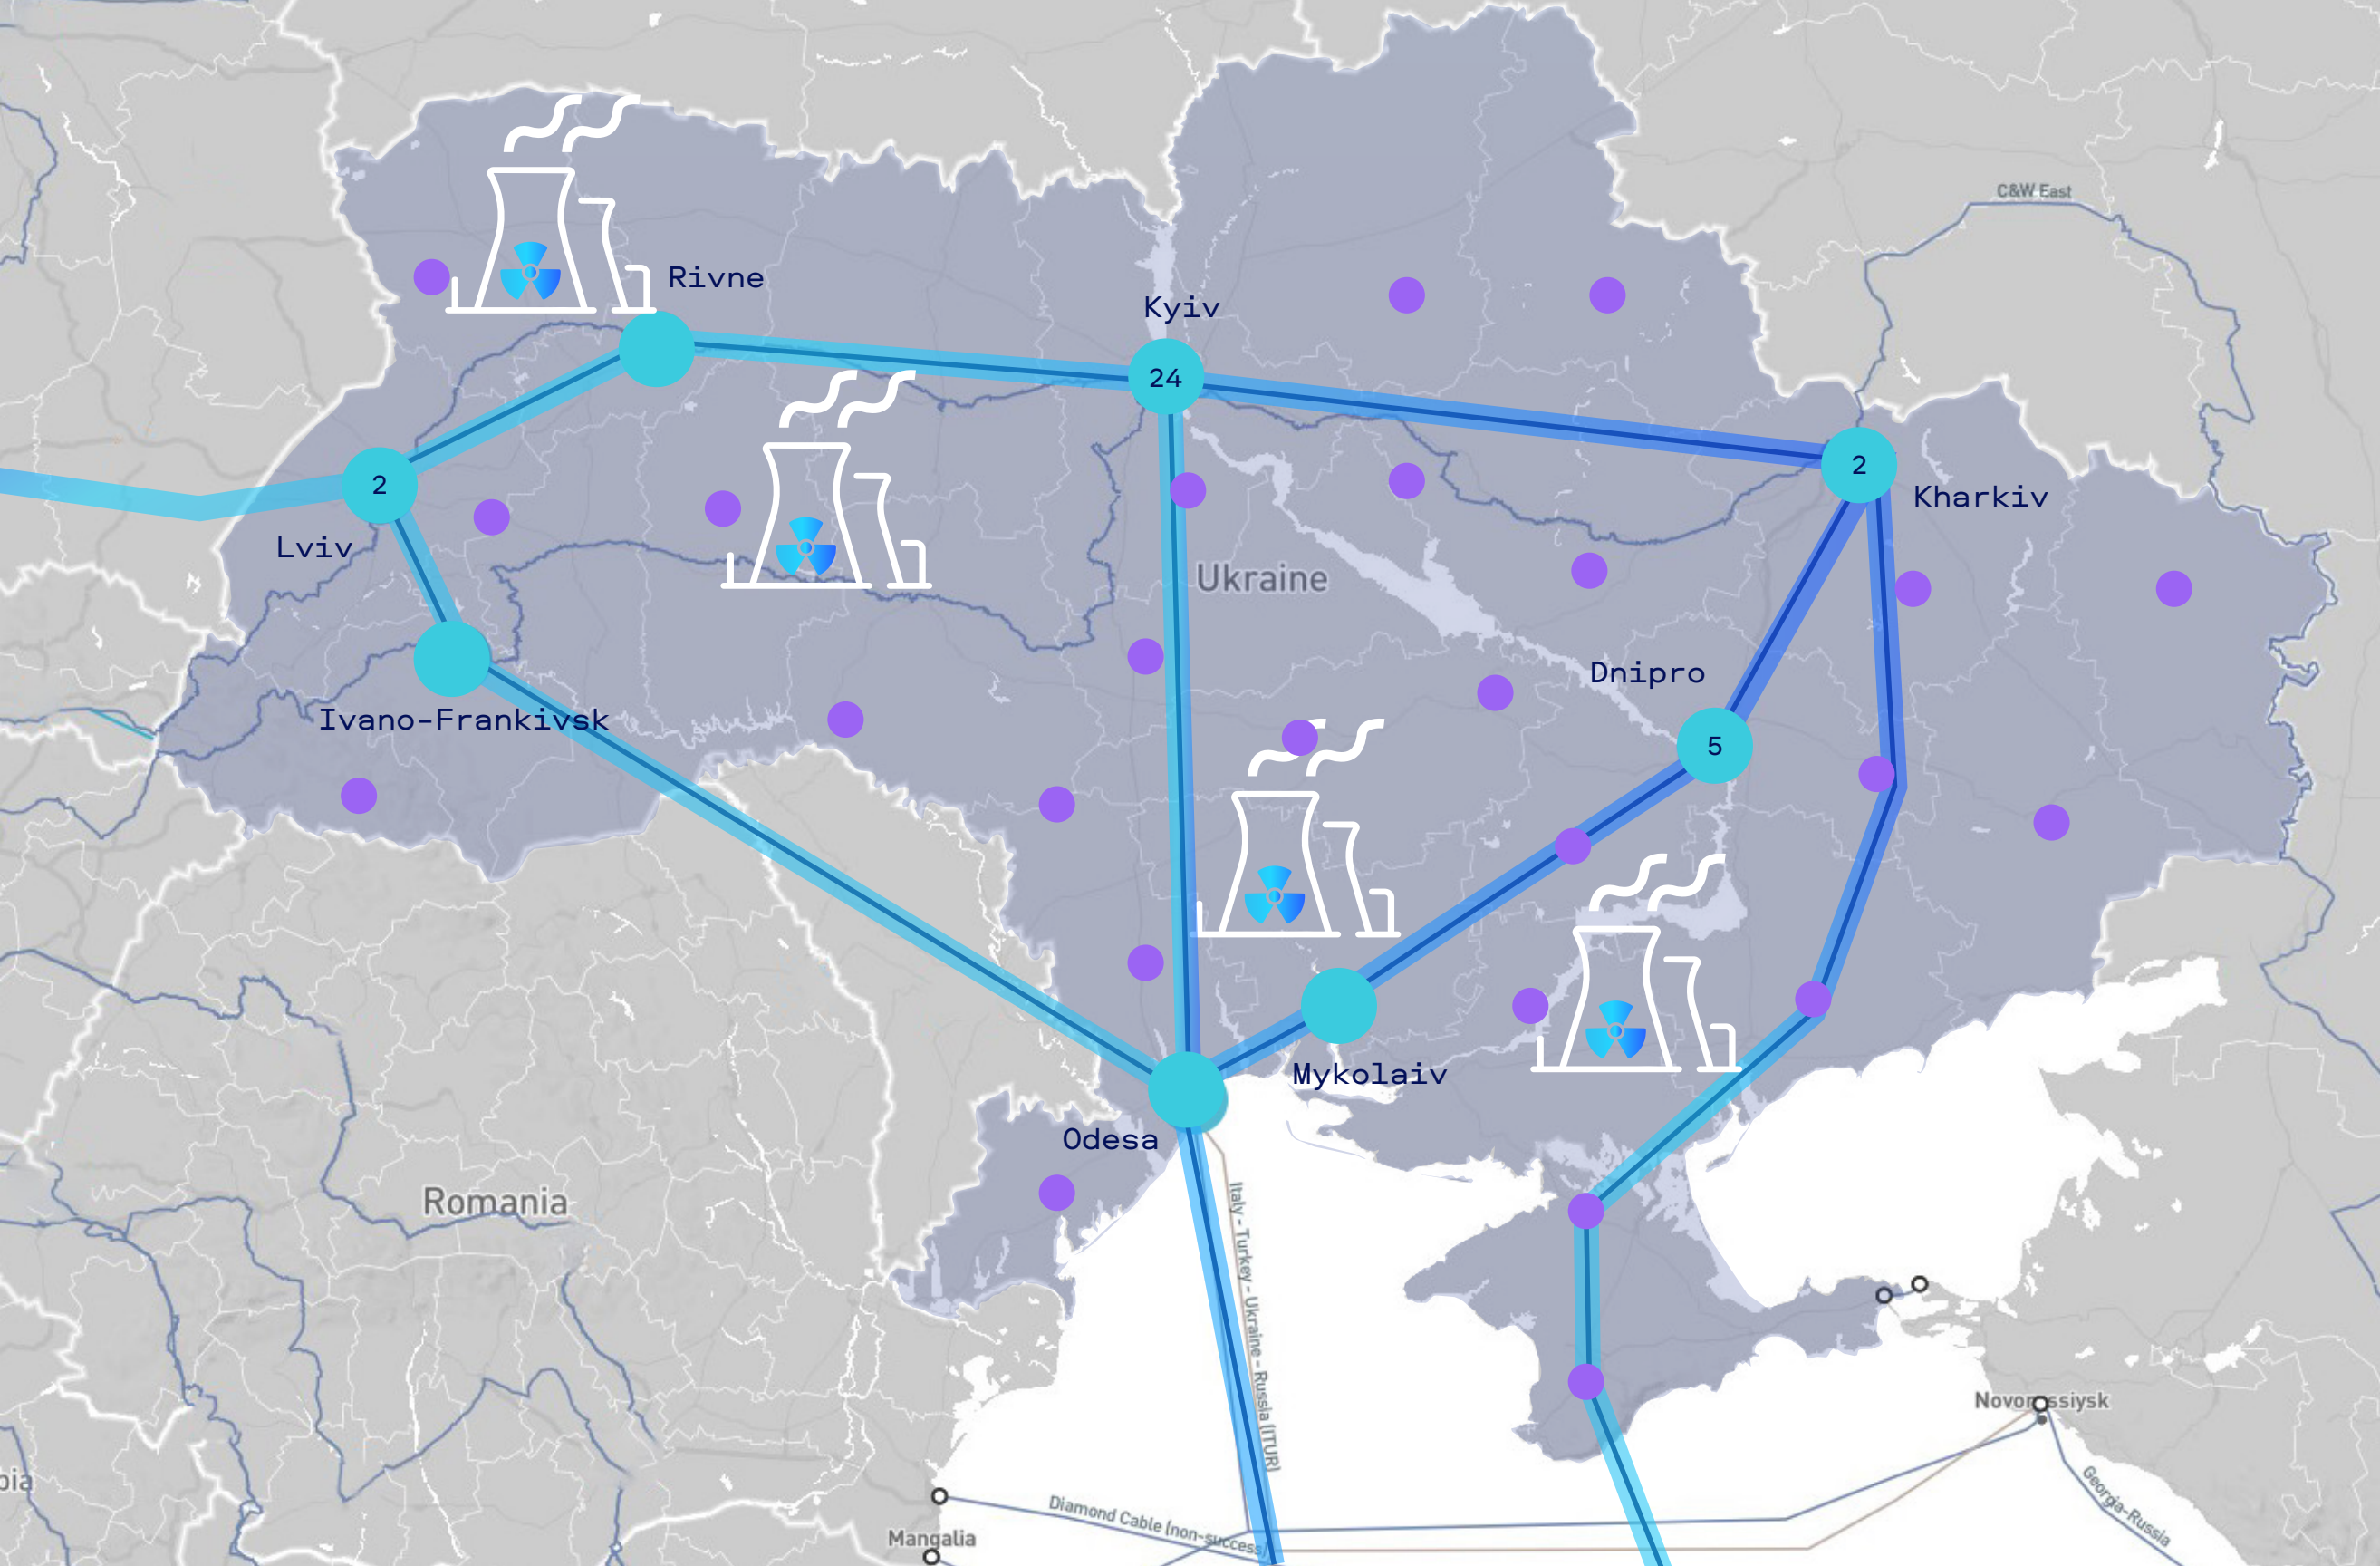 C&W East
Rivne
Kyiv
24
2
Kharkiv
2
Lviv
Ukraine
Dnipro
Ivano-Frankivsk
5
Mykolaiv
Odesa
Romania
Italy - Turkey - Ukraine - Russia (ITUR)
Novorossiysk
Diamond Cable (non-success)
Georgia-Russia
Mangalia